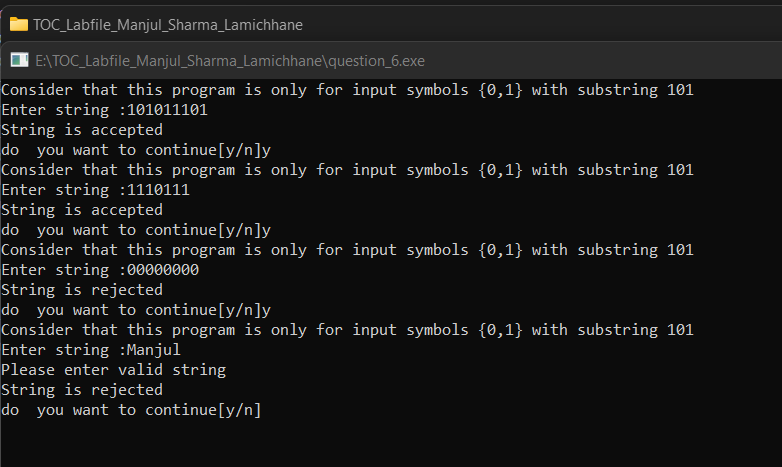 TOC_Labfile_Manjul_Sharma_Lamichhane
E:\TOC_Labfile_Manjul_Sharma_Lamichhane\question_6.exe
Consider that this program is only for input symbols {0,1} with substring 101
Enter string :101011101
String is accepted
do  you want to continue[y/n]y
Consider that this program is only for input symbols {0,1} with substring 101
Enter string :1110111
String is accepted
do  you want to continue[y/n]y
Consider that this program is only for input symbols {0,1} with substring 101
Enter string :00000000
String is rejected
do  you want to continue[y/n]y
Consider that this program is only for input symbols {0,1} with substring 101
Enter string :Manjul
Please enter valid string
String is rejected
do  you want to continue[y/n]